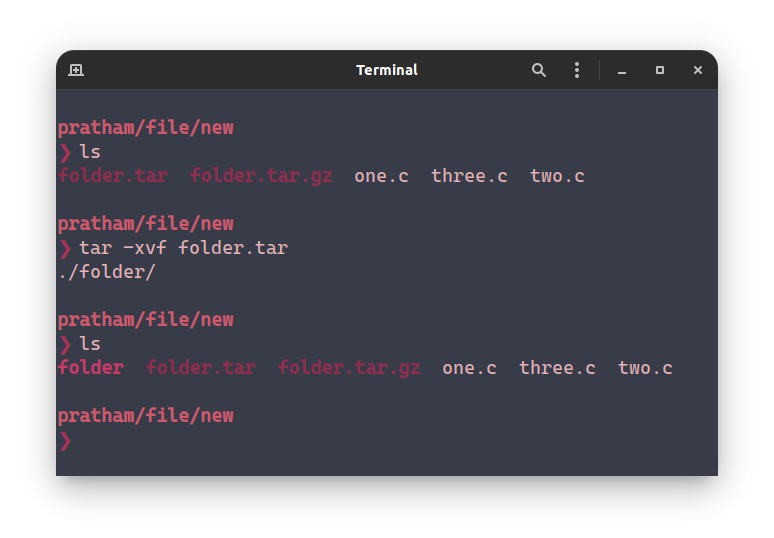 Terminal
pratham/file/new
❯ ls
folder.tar  folder.tar.gz  one.c  three.c  two.c
pratham/file/new
❯ tar -xvf folder.tar
./folder/
pratham/file/new
❯ ls
folder  folder.tar  folder.tar.gz  one.c  three.c  two.c
pratham/file/new
❯